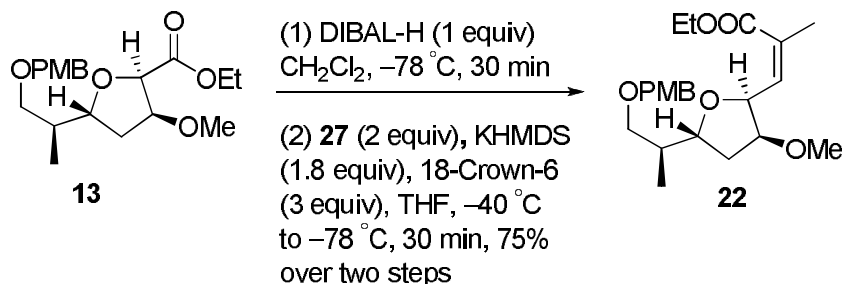 EtOOC
(1) DIBAL-H (1 equiv)
CH2Cl2, –78 °C, 30 min
H
O
OPMB
O
OEt
H
OMe
13
(2) 27 (2 equiv), KHMDS
(1.8 equiv), 18-Crown-6
(3 equiv), THF, –40 °C
to –78 °C, 30 min, 75%
over two steps
H
OPMB
O
H
OMe
22